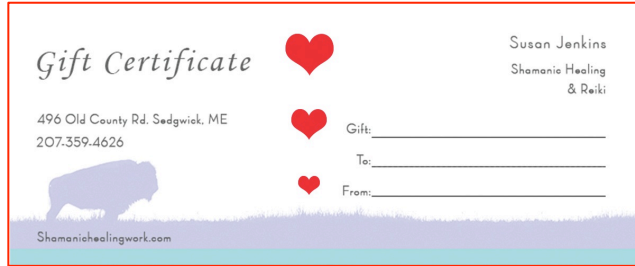 Gift Certificate
Susan Jenkins
Shamanic Healing
& Reiki
496 Old County Rd. Sedgwick, ME
207-359-4626
Gift:
To:
From:
Shamanichealingwork.com